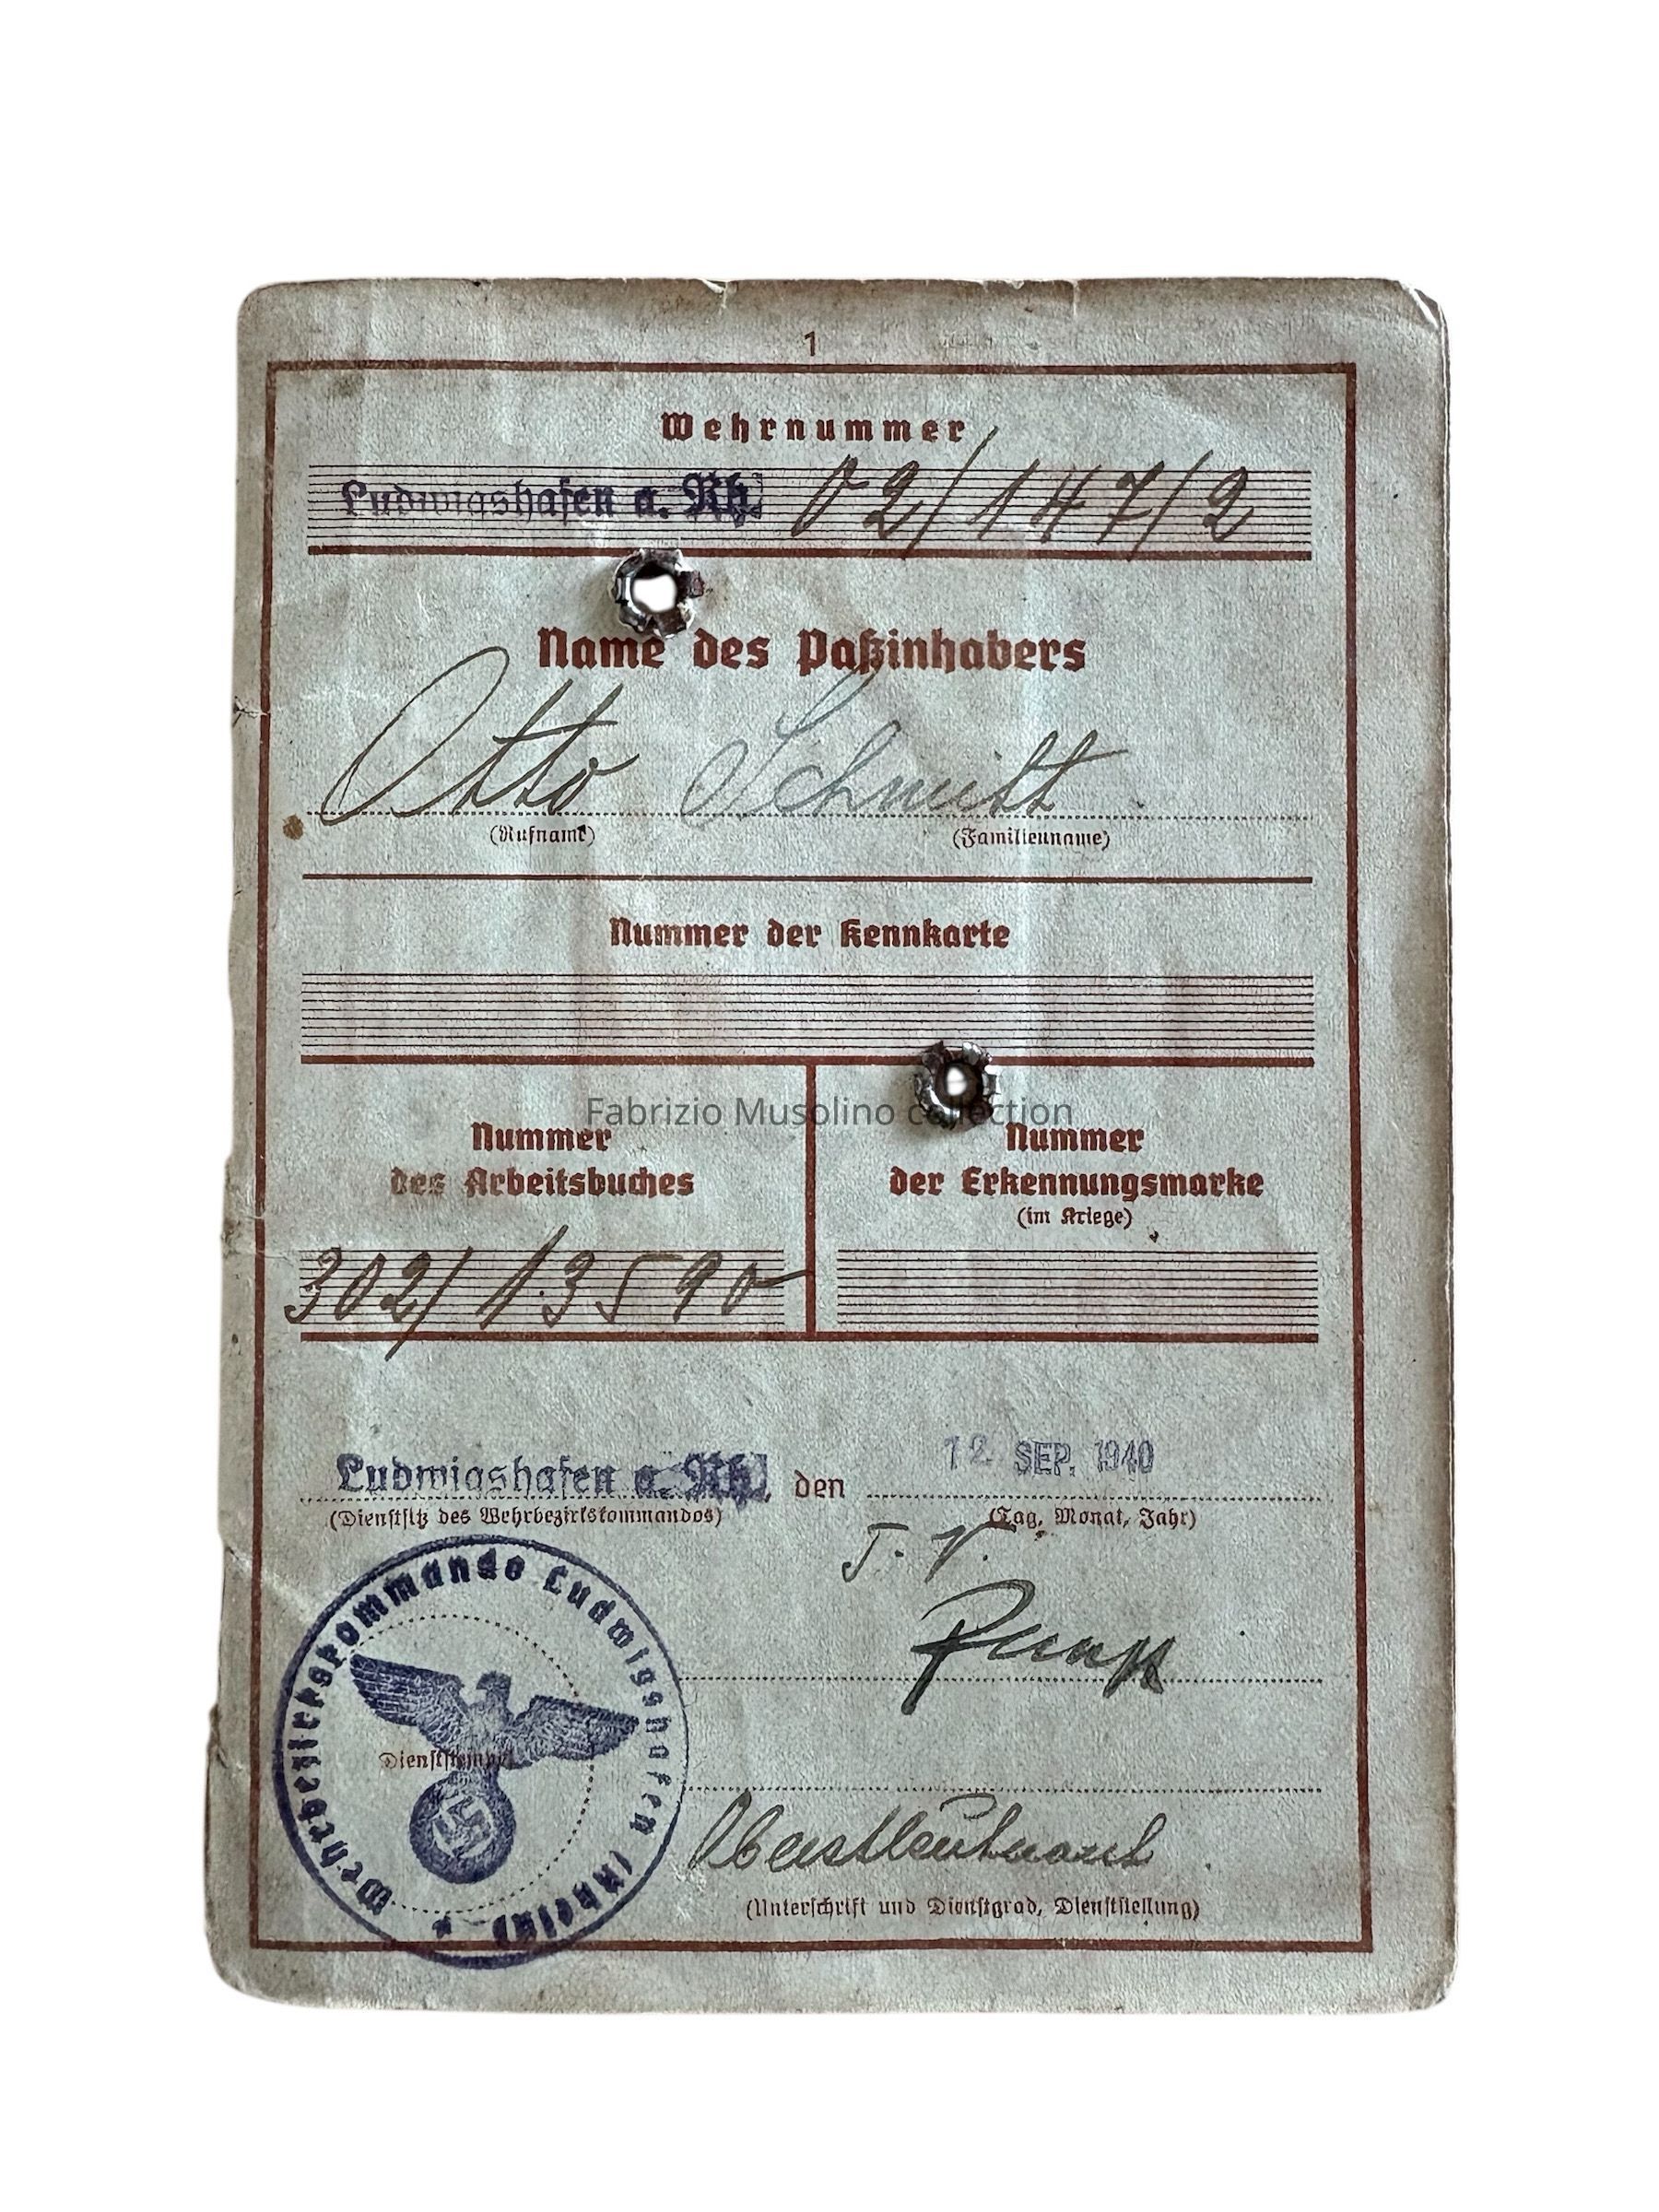 1
Wehrnummer
Ludwigshafen a. Rh. 02/147/2
Name des Paßinhabers
Otto Schmitt
(Rufname) (Familienname)
Nummer der Kennkarte
Fabrizio Musolino collection
Nummer des Arbeitsbuches
Nummer der Erkennungsmarke
(im Kriege)
302/13590
Ludwigshafen a. Rh., den 12. SEP. 1940
(Dienstsitz des Wehrbezirkskommandos) (Tag, Monat, Jahr)
J. V.
Wehrbezirkskommando Ludwigshafen (Rhein)
Dienststempel
Oberstleutnant
(Unterschrift und Dienstgrad, Dienststellung)